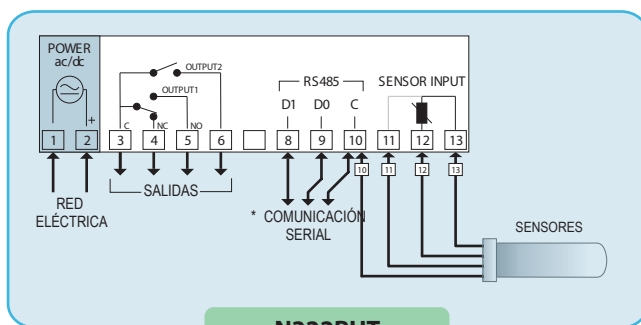 POWER
ac/dc
+
OUTPUT2
OUTPUT1
C
NC
NO
RS485
D1
D0
C
SENSOR INPUT
1
2
3
4
5
6
8
9
10
11
12
13
10
11
12
13
RED
ELÉCTRICA
SALIDAS
* COMUNICACIÓN
SERIAL
SENSORES